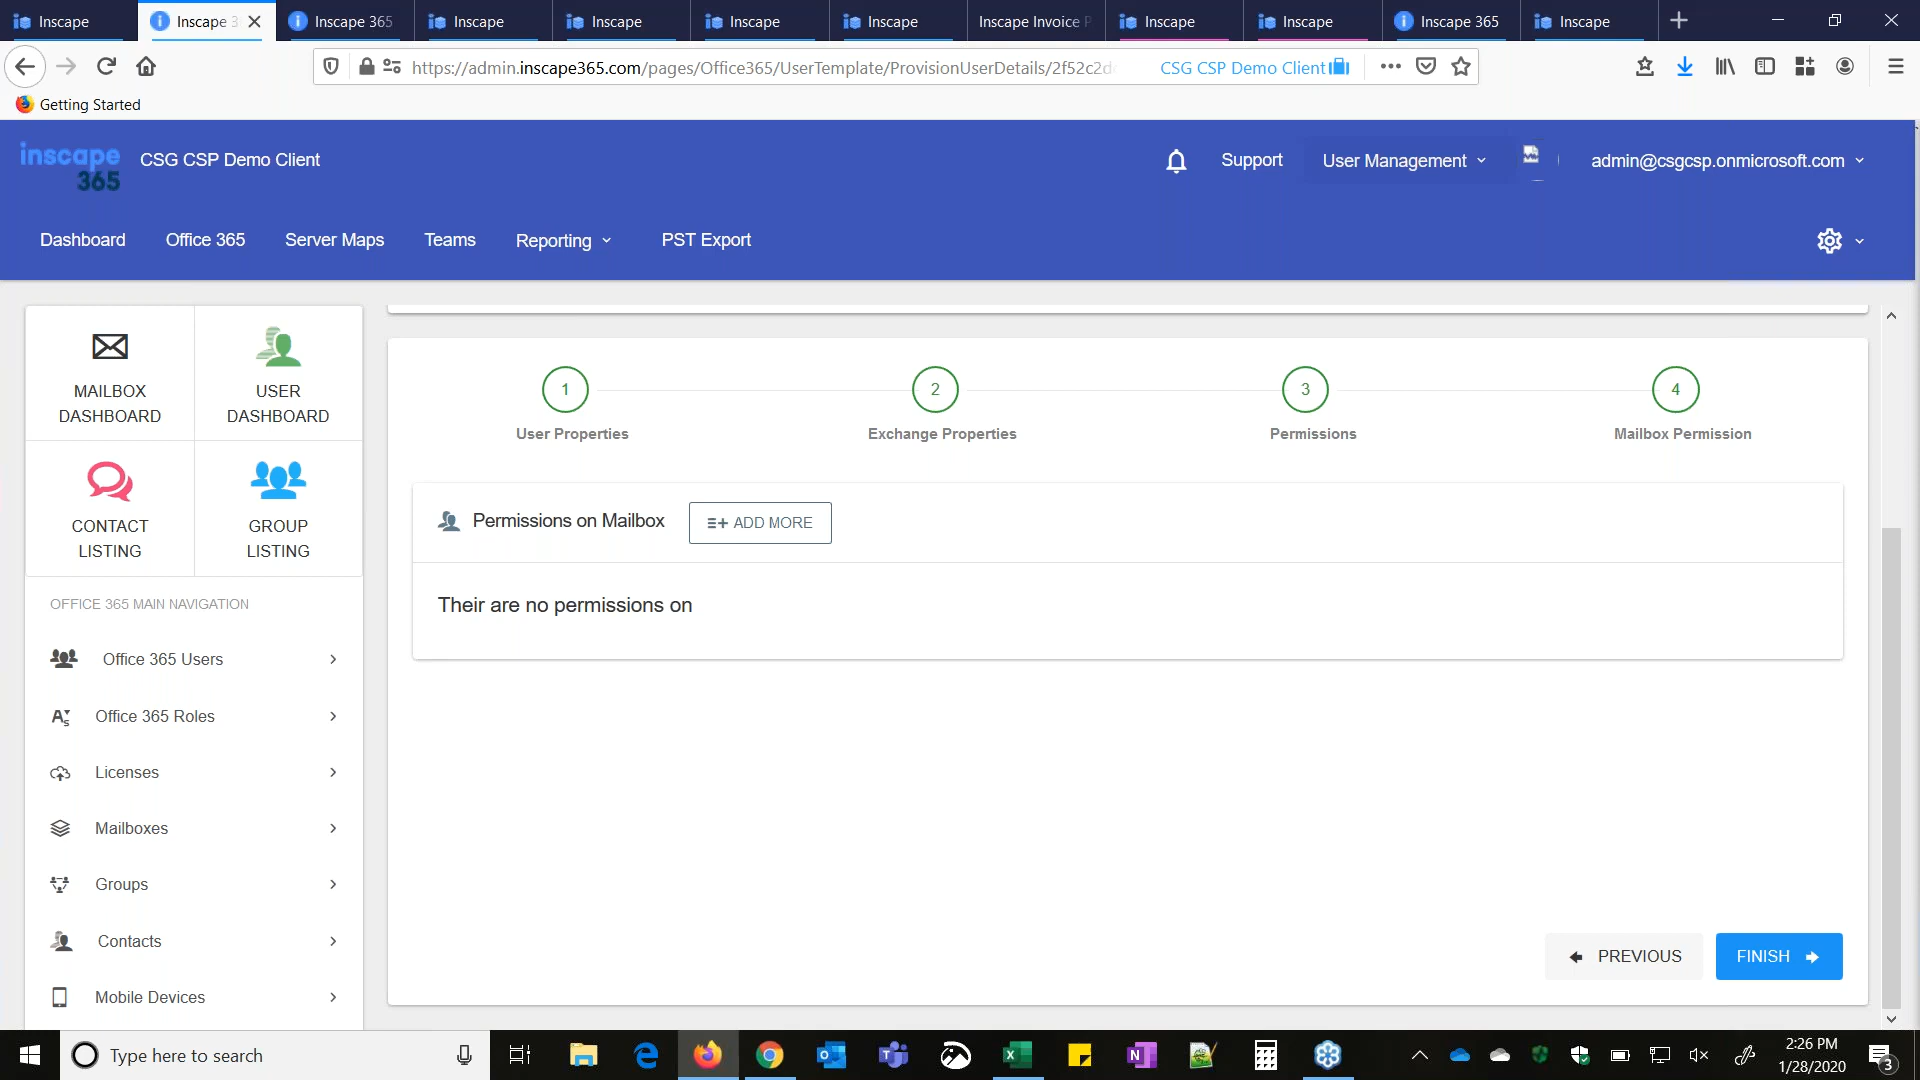 Inscape
Inscape 3
Inscape 365
Inscape
Inscape
Inscape
Inscape
Inscape Invoice P
Inscape
Inscape
Inscape 365
Inscape
https://admin.inscape365.com/pages/Office365/UserTemplate/ProvisionUserDetails/2f52c2d
CSG CSP Demo Client
Getting Started
inscape
365
CSG CSP Demo Client
Support
User Management
admin@csgcsp.onmicrosoft.com
Dashboard
Office 365
Server Maps
Teams
Reporting
PST Export
MAILBOX
DASHBOARD
USER
DASHBOARD
CONTACT
LISTING
GROUP
LISTING
OFFICE 365 MAIN NAVIGATION
Office 365 Users
Office 365 Roles
Licenses
Mailboxes
Groups
Contacts
Mobile Devices
1
User Properties
2
Exchange Properties
3
Permissions
4
Mailbox Permission
Permissions on Mailbox
ADD MORE
Their are no permissions on
PREVIOUS
FINISH
Type here to search
2:26 PM
1/28/2020
3